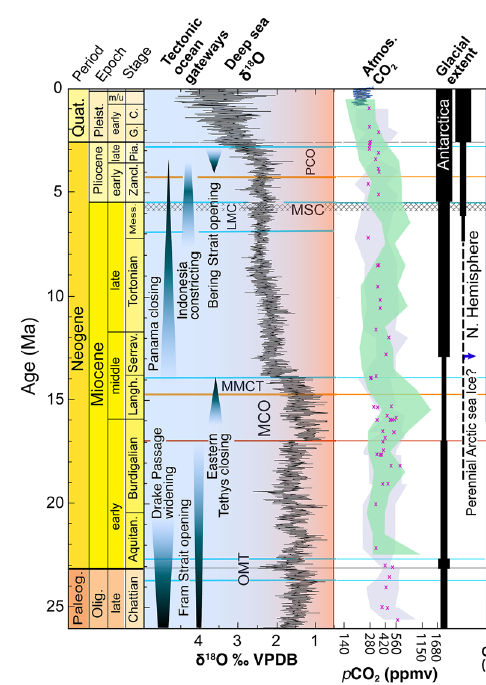 Period
Epoch
Stage
Tectonic
ocean
gateways
Deep sea
δ¹⁸O
Atmos.
CO₂
Glacial
extent
Age (Ma)
0
5
10
15
20
25
Quat.
Neogene
Paleog.
Pleist.
Pliocene
Miocene
Olig.
m/u
early
late
early
late
middle
early
late
C.
G.
Pia.
Zancl.
Mess.
Tortonian
Serrav.
Langh.
Burdigalian
Aquitan.
Chattian
Panama closing
Indonesia
constricting
Bering Strait opening
Drake Passage
widening
Fram Strait opening
Eastern
Tethys closing
PCO
LMC
MSC
MMCT
MCO
OMT
Antarctica
N. Hemisphere
Perennial Arctic sea Ice?
4
3
2
1
δ¹⁸O ‰ VPDB
140
280
420
560
1150
1680
pCO₂ (ppmv)